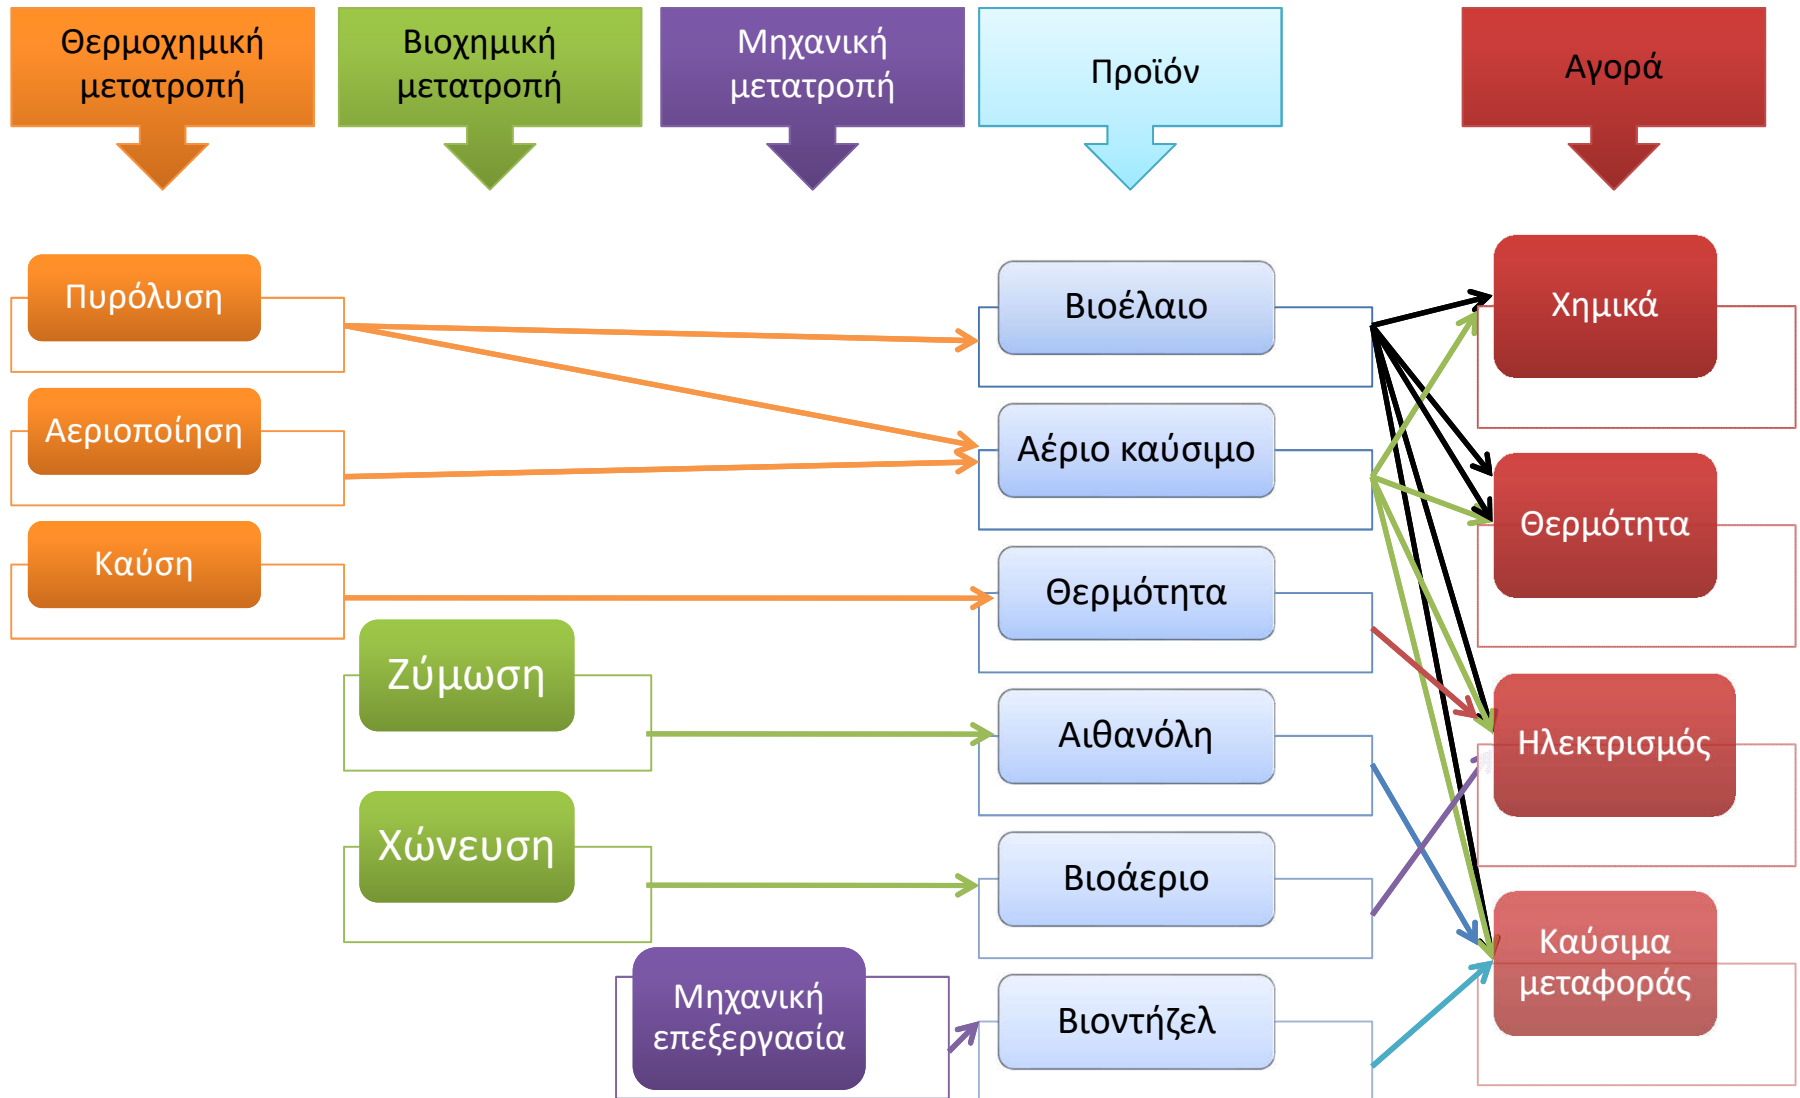 Θερμοχημική
μετατροπή
Βιοχημική
μετατροπή
Μηχανική
μετατροπή
Προϊόν
Αγορά
Πυρόλυση
Αεριοποίηση
Καύση
Ζύμωση
Χώνευση
Μηχανική
επεξεργασία
Βιοέλαιο
Αέριο καύσιμο
Θερμότητα
Αιθανόλη
Βιοάεριο
Βιοντήζελ
Χημικά
Θερμότητα
Ηλεκτρισμός
Καύσιμα
μεταφοράς